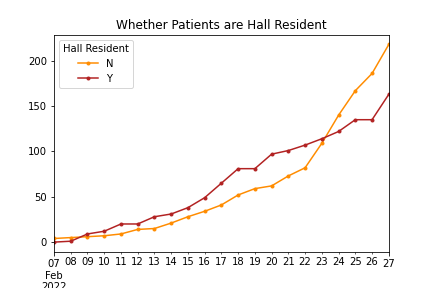 Whether Patients are Hall Resident
Hall Resident
N
Y
200
150
100
50
0
07 08 09 10 11 12 13 14 15 16 17 18 19 20 21 22 23 24 25 26 27
Feb
2022